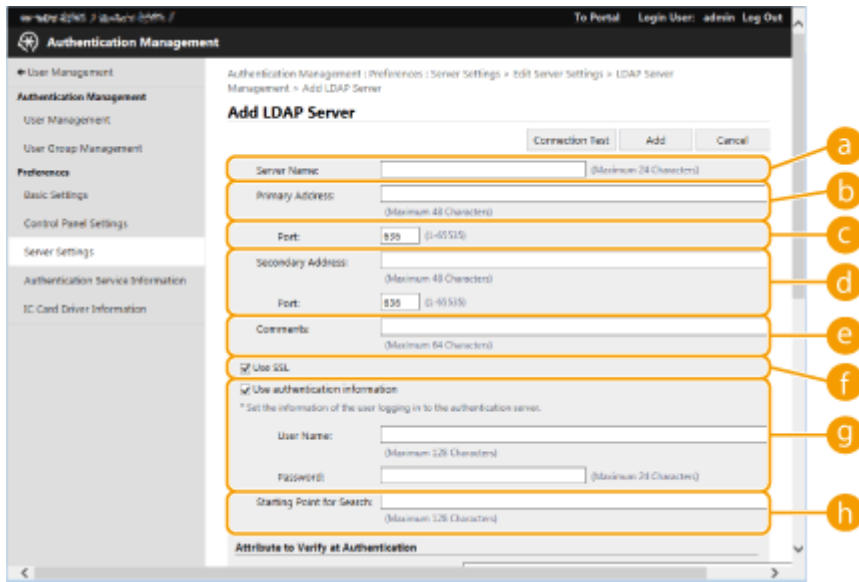 To Portal Login User: admin Log Out
Authentication Management
User Management
Authentication Management
User Management
User Group Management
Preferences
Basic Settings
Control Panel Settings
Server Settings
Authentication Service Information
IC Card Driver Information
Authentication Management : Preferences : Server Settings > Edit Server Settings > LDAP Server
Management > Add LDAP Server
Add LDAP Server
Connection Test Add Cancel
Server Name: (Maximum 24 Characters)
a
Primary Address:
(Maximum 48 Characters)
b
Port: 636 (1-65535)
c
Secondary Address:
(Maximum 48 Characters)
Port: 636 (1-65535)
d
Comments:
(Maximum 64 Characters)
e
Use SSL
f
Use authentication information
* Set the information of the user logging in to the authentication server.
User Name:
(Maximum 128 Characters)
Password: (Maximum 24 Characters)
g
Starting Point for Search:
(Maximum 128 Characters)
h
Attribute to Verify at Authentication